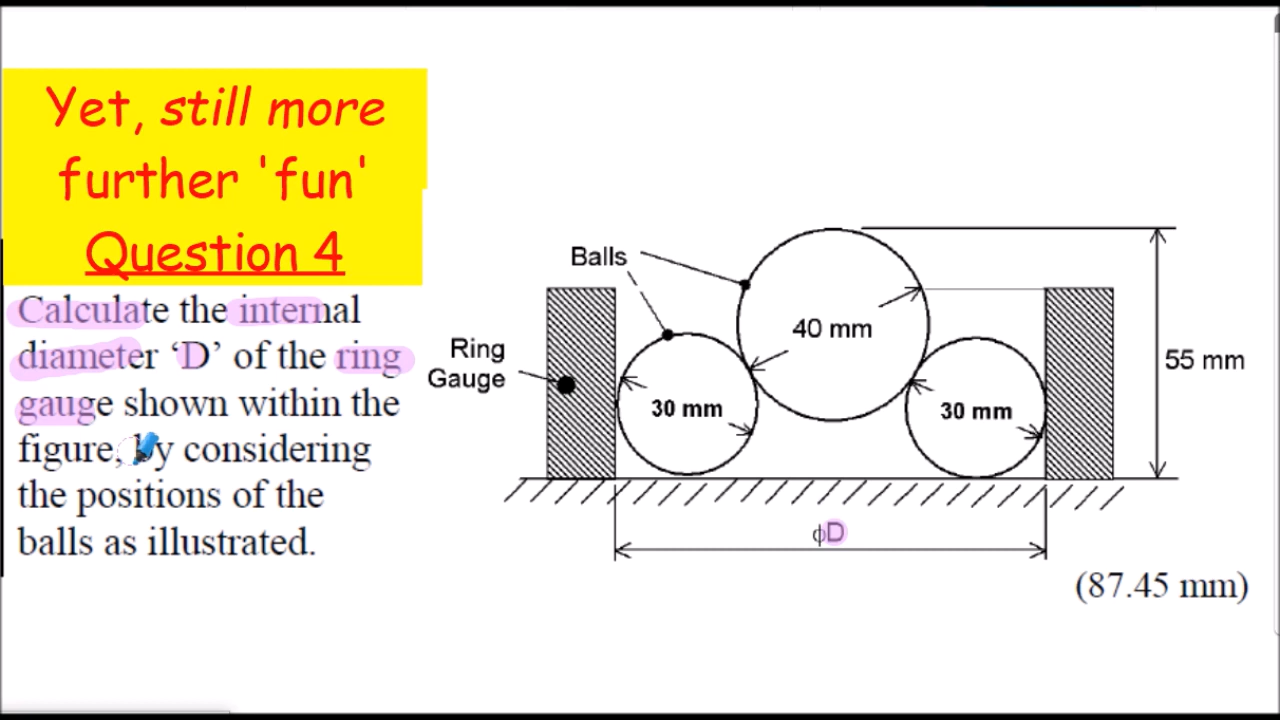 Yet, still more
further 'fun'
Question 4
Calculate the internal
diameter ‘D’ of the ring
gauge shown within the
figure, by considering
the positions of the
balls as illustrated.
Balls
Ring
Gauge
40 mm
30 mm
30 mm
55 mm
ϕD
(87.45 mm)